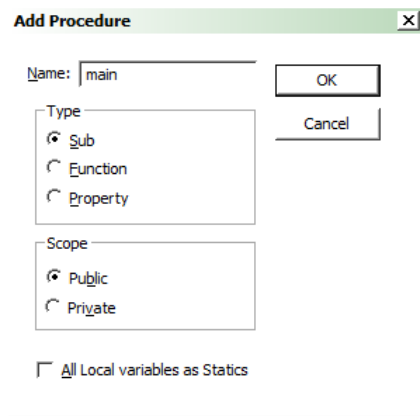 Add Procedure
Name: main
OK
Type
Cancel
Sub
Function
Property
Scope
Public
Private
All Local variables as Statics